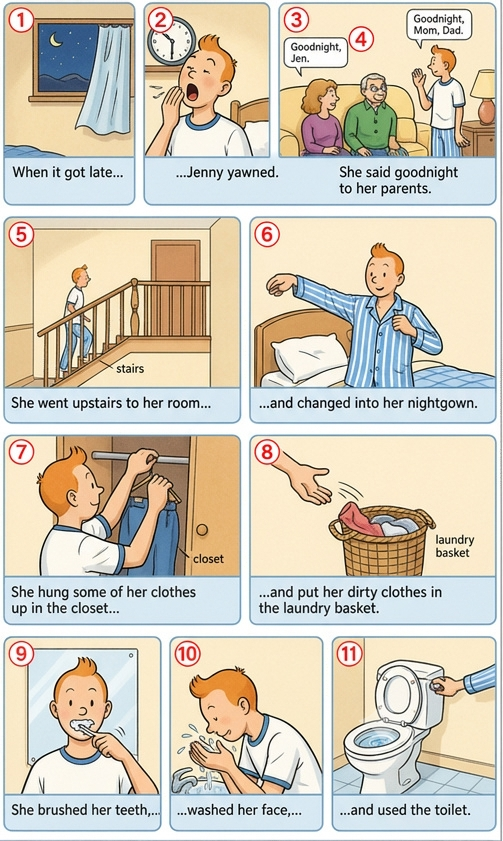 1
When it got late...
2
...Jenny yawned.
3
Goodnight,
Jen.
4
Goodnight,
Mom, Dad.
She said goodnight
to her parents.
5
stairs
She went upstairs to her room...
6
...and changed into her nightgown.
7
closet
She hung some of her clothes
up in the closet...
8
laundry
basket
...and put her dirty clothes in
the laundry basket.
9
She brushed her teeth,...
10
...washed her face,...
11
...and used the toilet.